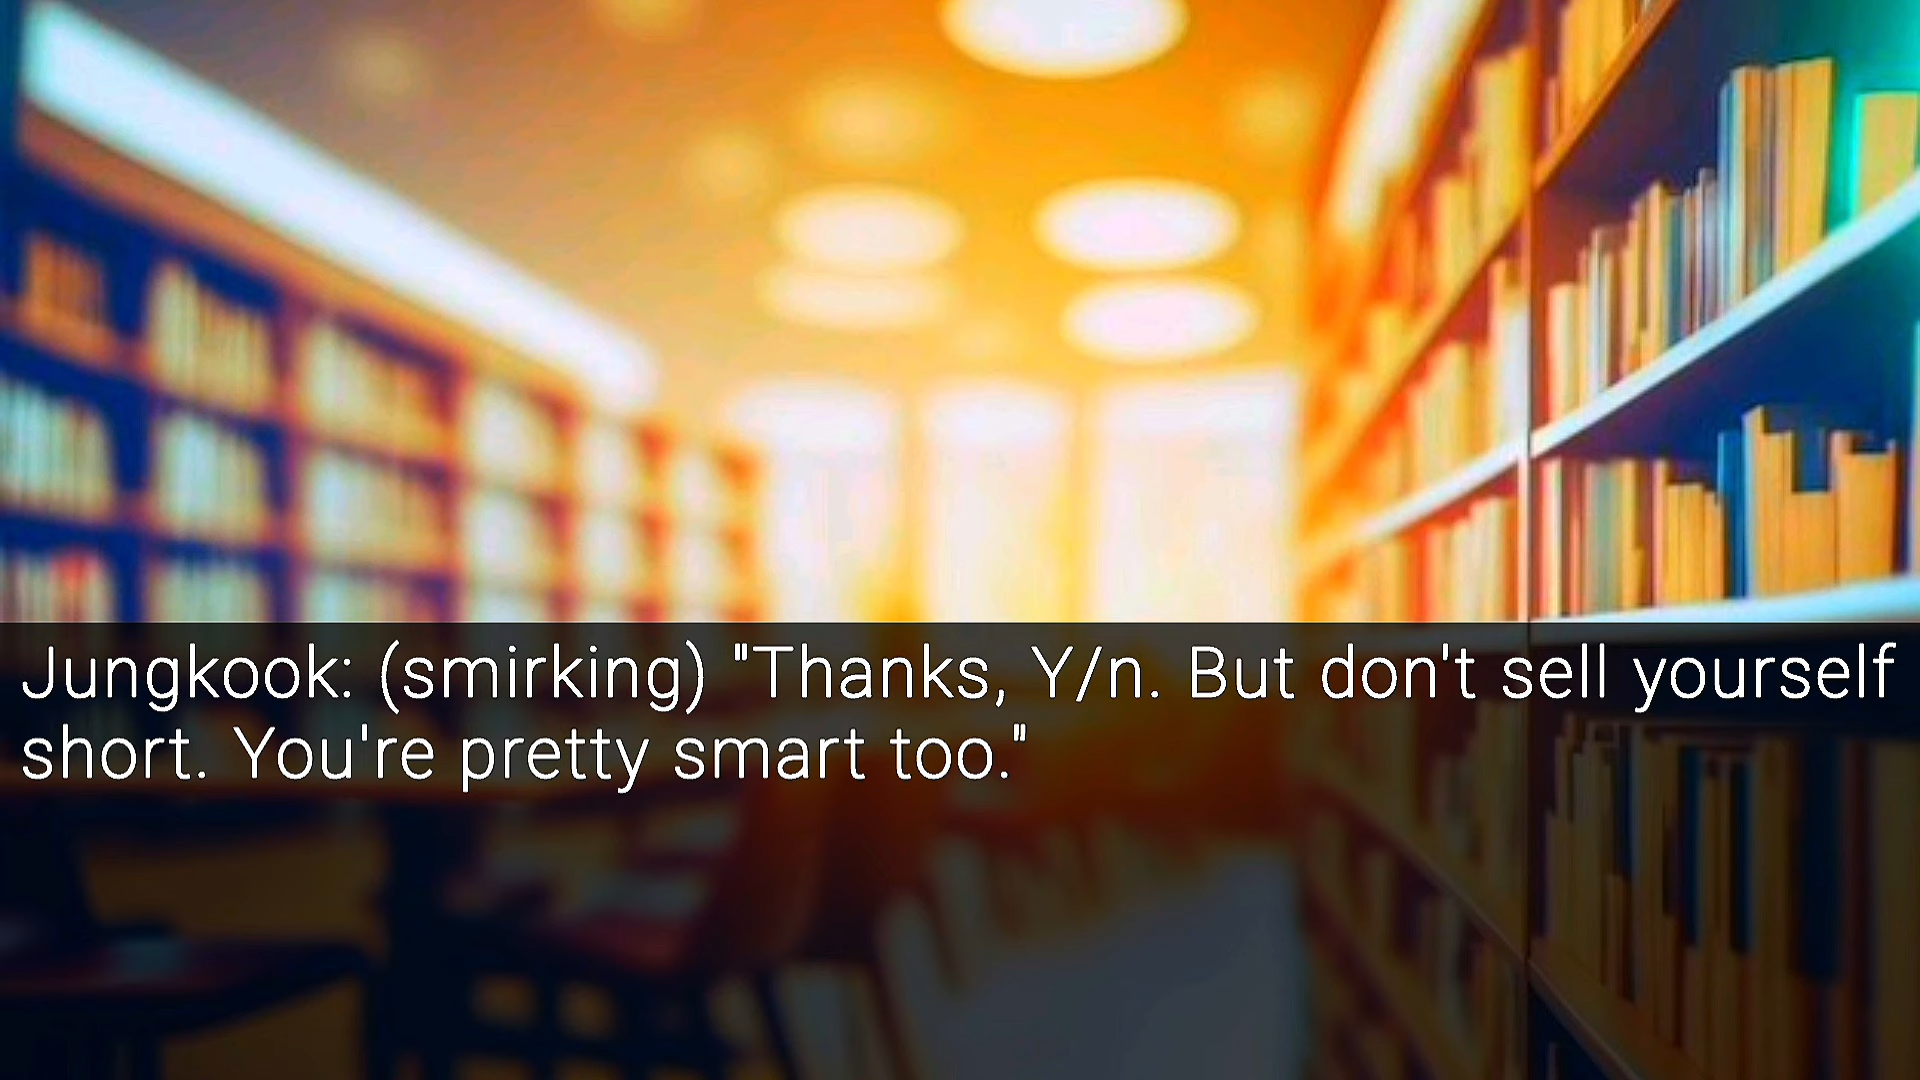 Jungkook: (smirking) "Thanks, Y/n. But don't sell yourself
short. You're pretty smart too."